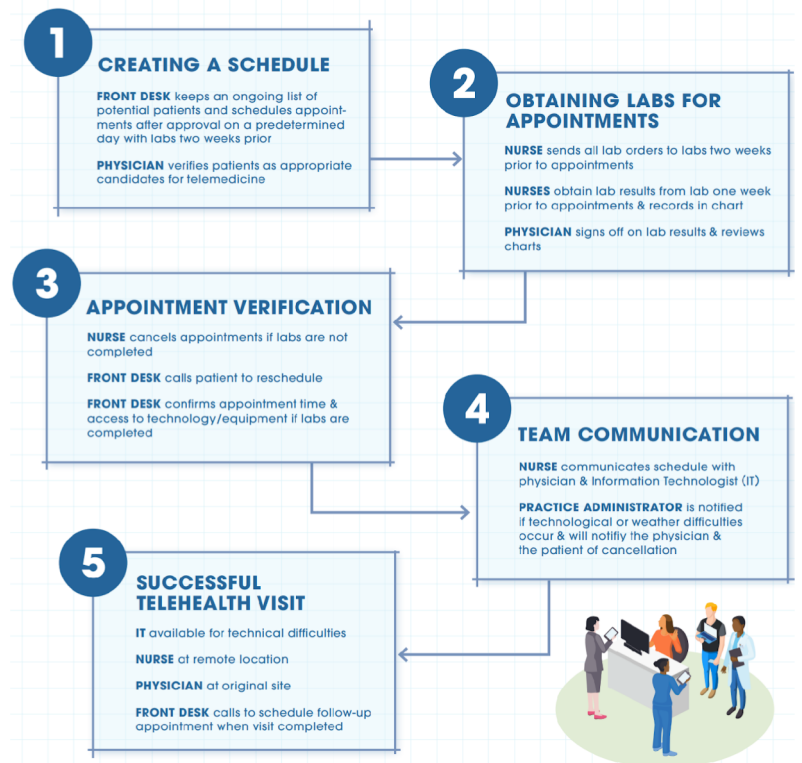 1
CREATING A SCHEDULE
FRONT DESK keeps an ongoing list of
potential patients and schedules appoint-
ments after approval on a predetermined
day with labs two weeks prior
PHYSICIAN verifies patients as appropriate
candidates for telemedicine
2
OBTAINING LABS FOR
APPOINTMENTS
NURSE sends all lab orders to labs two weeks
prior to appointments
NURSES obtain lab results from lab one week
prior to appointments & records in chart
PHYSICIAN signs off on lab results & reviews
charts
3
APPOINTMENT VERIFICATION
NURSE cancels appointments if labs are not
completed
FRONT DESK calls patient to reschedule
FRONT DESK confirms appointment time &
access to technology/equipment if labs are
completed
4
TEAM COMMUNICATION
NURSE communicates schedule with
physician & Information Technologist (IT)
PRACTICE ADMINISTRATOR is notified
if technological or weather difficulties
occur & will notifiy the physician &
the patient of cancellation
5
SUCCESSFUL
TELEHEALTH VISIT
IT available for technical difficulties
NURSE at remote location
PHYSICIAN at original site
FRONT DESK calls to schedule follow-up
appointment when visit completed